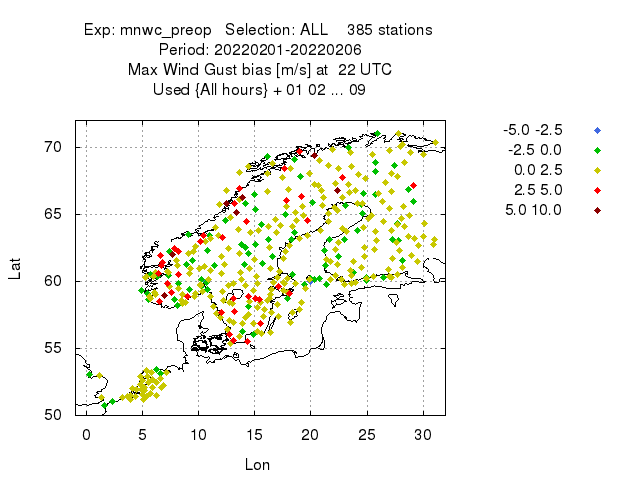 Exp: mnwc_preop   Selection: ALL    385 stations
Period: 20220201-20220206
Max Wind Gust bias [m/s] at  22 UTC
Used {All hours} + 01 02 ... 09
-5.0 -2.5
-2.5 0.0
0.0 2.5
2.5 5.0
5.0 10.0
70
65
60
55
50
Lat
0 5 10 15 20 25 30
Lon